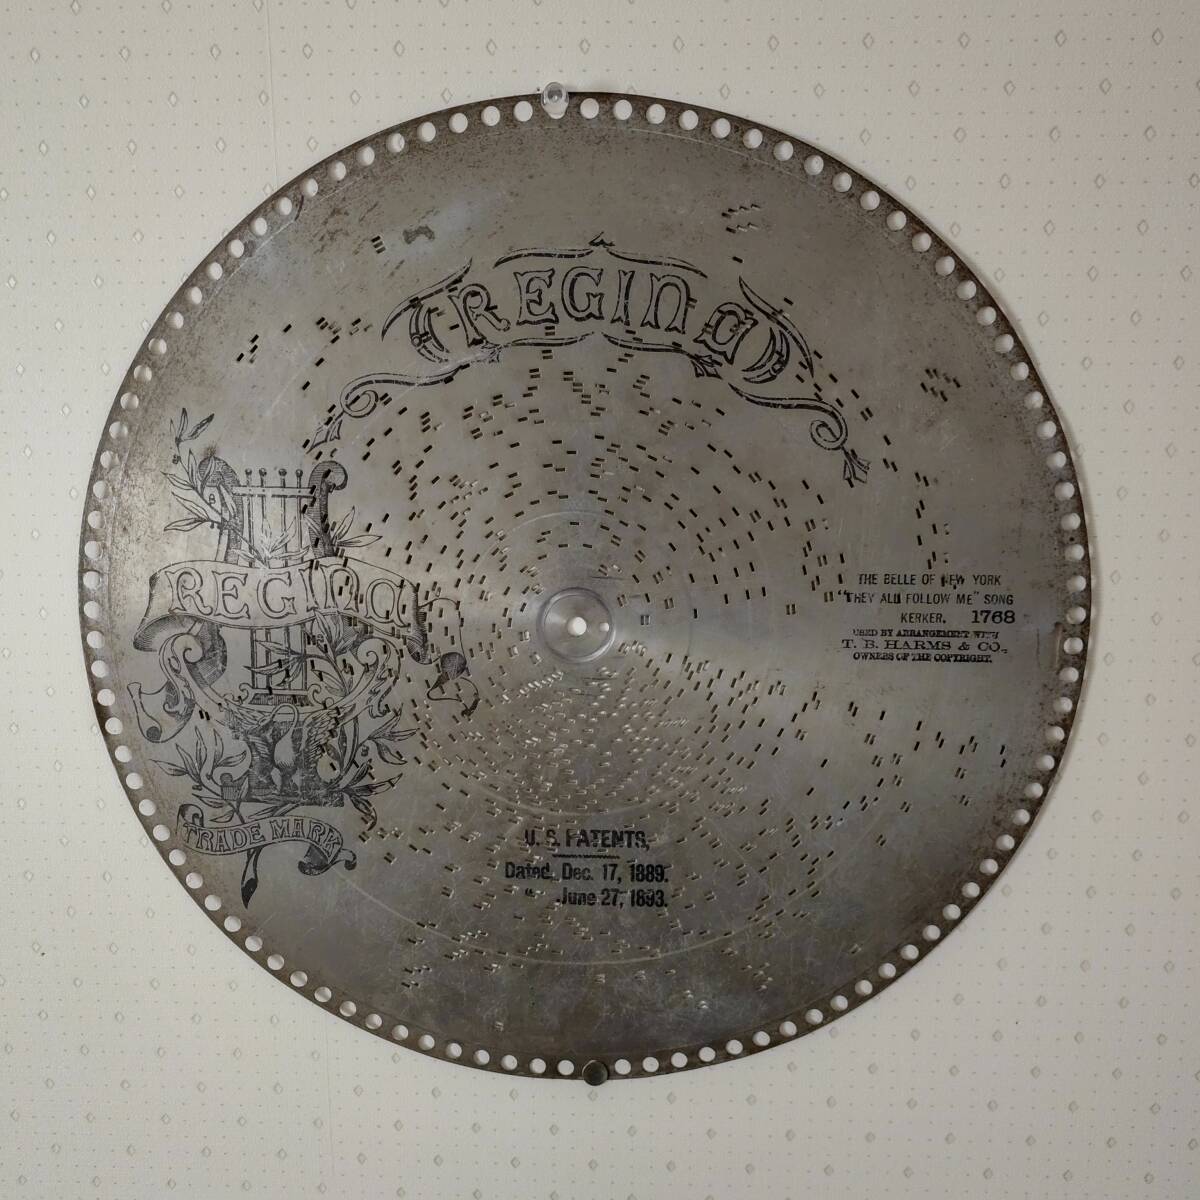 REGINA
REGINA
TRADE MARK
THE BELLE OF NEW YORK
"THEY ALL FOLLOW ME" SONG
KERKER. 1768
USED BY ARRANGEMENT WITH
T. B. HARMS & CO.,
OWNERS OF THE COPYRIGHT.
U. S. PATENTS,
Dated, Dec. 17, 1889.
" June 27, 1893.